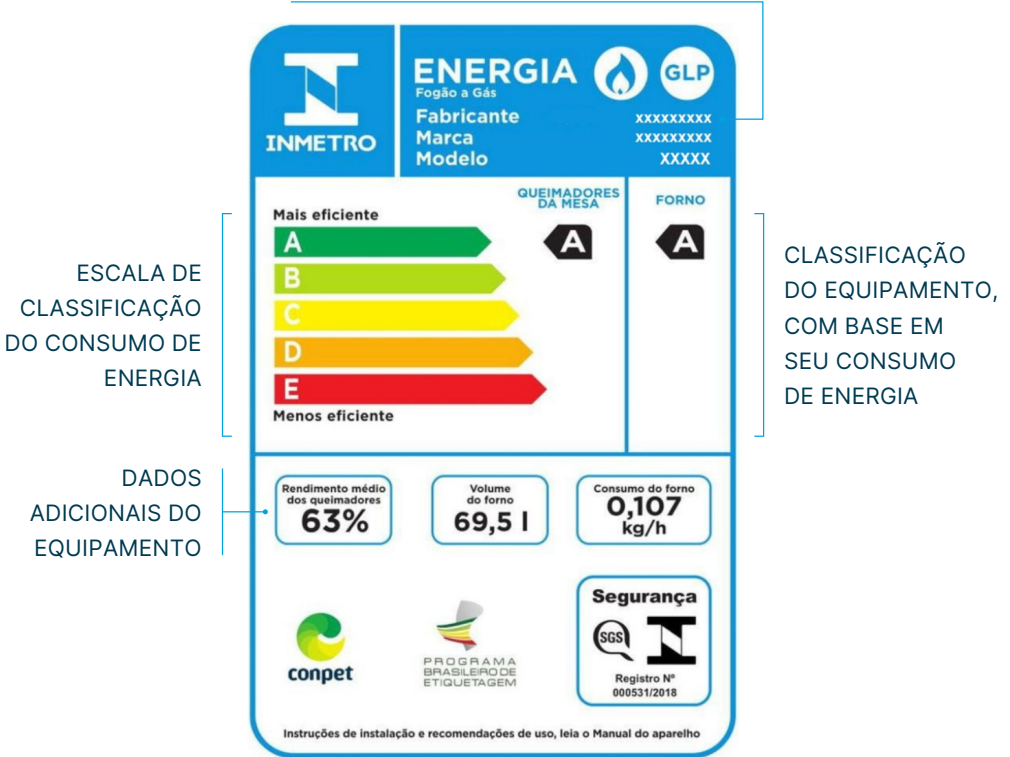 INMETRO
ENERGIA
GLP
Fogão a Gás
Fabricante xxxxxxxxx
Marca xxxxxxxxx
Modelo XXXXX
QUEIMADORES
DA MESA
FORNO
Mais eficiente
A
B
C
D
E
Menos eficiente
A
A
ESCALA DE
CLASSIFICAÇÃO
DO CONSUMO DE
ENERGIA
CLASSIFICAÇÃO
DO EQUIPAMENTO,
COM BASE EM
SEU CONSUMO
DE ENERGIA
DADOS
ADICIONAIS DO
EQUIPAMENTO
Rendimento médio
dos queimadores
63%
Volume
do forno
69,5 l
Consumo do forno
0,107
kg/h
conpet
PROGRAMA
BRASILEIRO DE
ETIQUETAGEM
Segurança
SGS
Registro Nº
000531/2018
Instruções de instalação e recomendações de uso, leia o Manual do aparelho